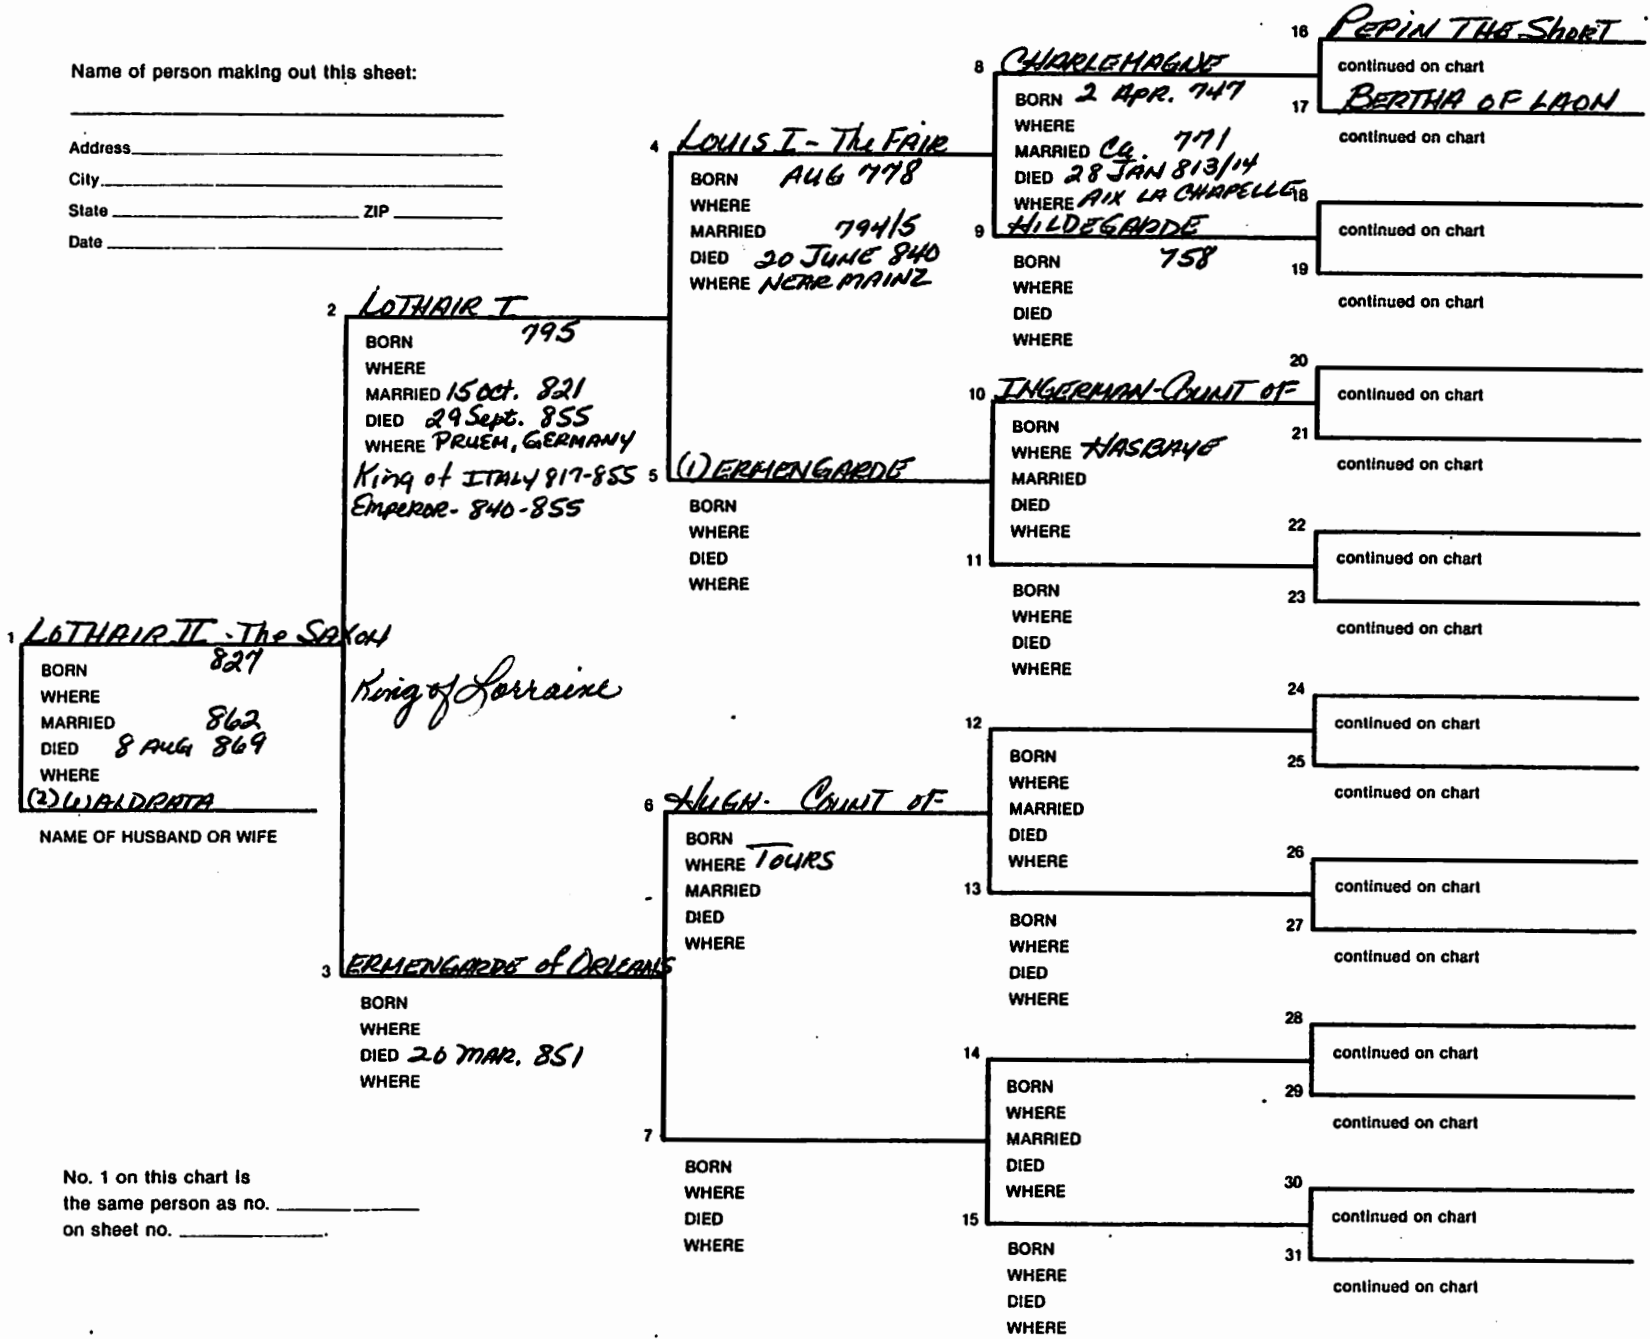 Name of person making out this sheet:
Address
City
State ZIP
Date
1 LOTHAIR II - The SAXON
BORN 827
WHERE
MARRIED 862
DIED 8 AUG 869
WHERE
(2) WALDRATA
NAME OF HUSBAND OR WIFE
King of Lorraine
No. 1 on this chart is
the same person as no.
on sheet no. .
2 LOTHAIR I
BORN 795
WHERE
MARRIED 15 Oct. 821
DIED 29 Sept. 855
WHERE PRUEM, GERMANY
King of ITALY 817-855
EMPEROR - 840-855
3 ERMENGARDE of ORLEANS
BORN
WHERE
DIED 20 MAR. 851
WHERE
4 LOUIS I - The FAIR
BORN AUG 778
WHERE
MARRIED 794/5
DIED 20 JUNE 840
WHERE NEAR MAINZ
5 (1) ERMENGARDE
BORN
WHERE
DIED
WHERE
6 HUGH - COUNT OF
BORN
WHERE TOURS
MARRIED
DIED
WHERE
7
BORN
WHERE
DIED
WHERE
8 CHARLEMAGNE
BORN 2 APR. 747
WHERE
MARRIED Ca. 771
DIED 28 JAN 813/14
WHERE AIX LA CHAPELLE
9 HILDEGARDE
BORN 758
WHERE
DIED
WHERE
10 INGERMAN - COUNT OF
BORN
WHERE HASBAYE
MARRIED
DIED
WHERE
11
BORN
WHERE
DIED
WHERE
12
BORN
WHERE
MARRIED
DIED
WHERE
13
BORN
WHERE
DIED
WHERE
14
BORN
WHERE
MARRIED
DIED
WHERE
15
BORN
WHERE
DIED
WHERE
16 PEPIN THE SHORT
continued on chart
17 BERTHA OF LAON
continued on chart
18
continued on chart
19
continued on chart
20
continued on chart
21
continued on chart
22
continued on chart
23
continued on chart
24
continued on chart
25
continued on chart
26
continued on chart
27
continued on chart
28
continued on chart
29
continued on chart
30
continued on chart
31
continued on chart